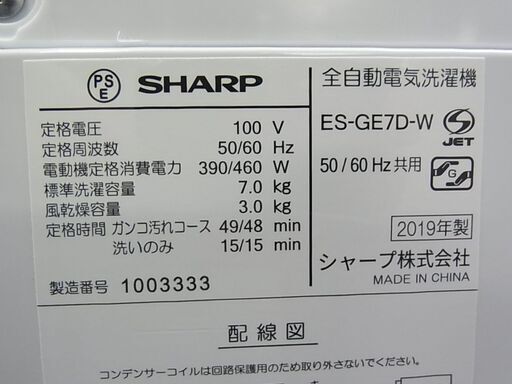 PSE SHARP
全自動電気洗濯機
ES-GE7D-W S JET
定格電圧 100 V
定格周波数 50/60 Hz
電動機定格消費電力 390/460 W
標準洗濯容量 7.0 kg
風乾燥容量 3.0 kg
定格時間 ガンコ汚れコース 49/48 min
洗いのみ 15/15 min
製造番号 1003333
50/60 Hz 共用 G
2019年製
シャープ株式会社
MADE IN CHINA
配線図
コンデンサーコイルは回路保護用のため取り外さないでください。